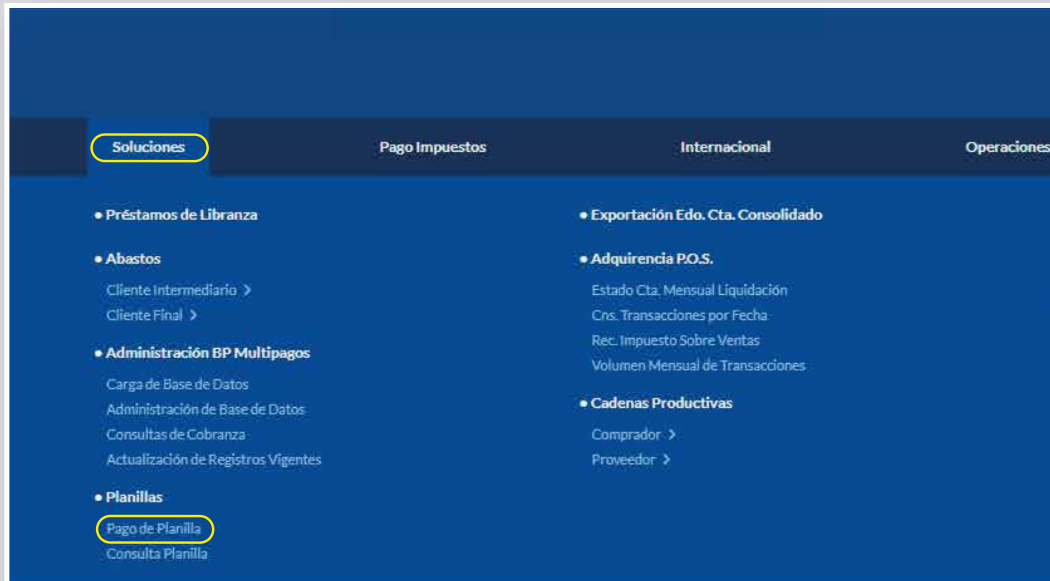 Soluciones
Pago Impuestos
Internacional
Operaciones
• Préstamos de Libranza
• Abastos
Cliente Intermediario >
Cliente Final >
• Administración BP Multipagos
Carga de Base de Datos
Administración de Base de Datos
Consultas de Cobranza
Actualización de Registros Vigentes
• Planillas
Pago de Planilla
Consulta Planilla
• Exportación Edo. Cta. Consolidado
• Adquirencia P.O.S.
Estado Cta. Mensual Liquidación
Cns. Transacciones por Fecha
Rec. Impuesto Sobre Ventas
Volumen Mensual de Transacciones
• Cadenas Productivas
Comprador >
Proveedor >